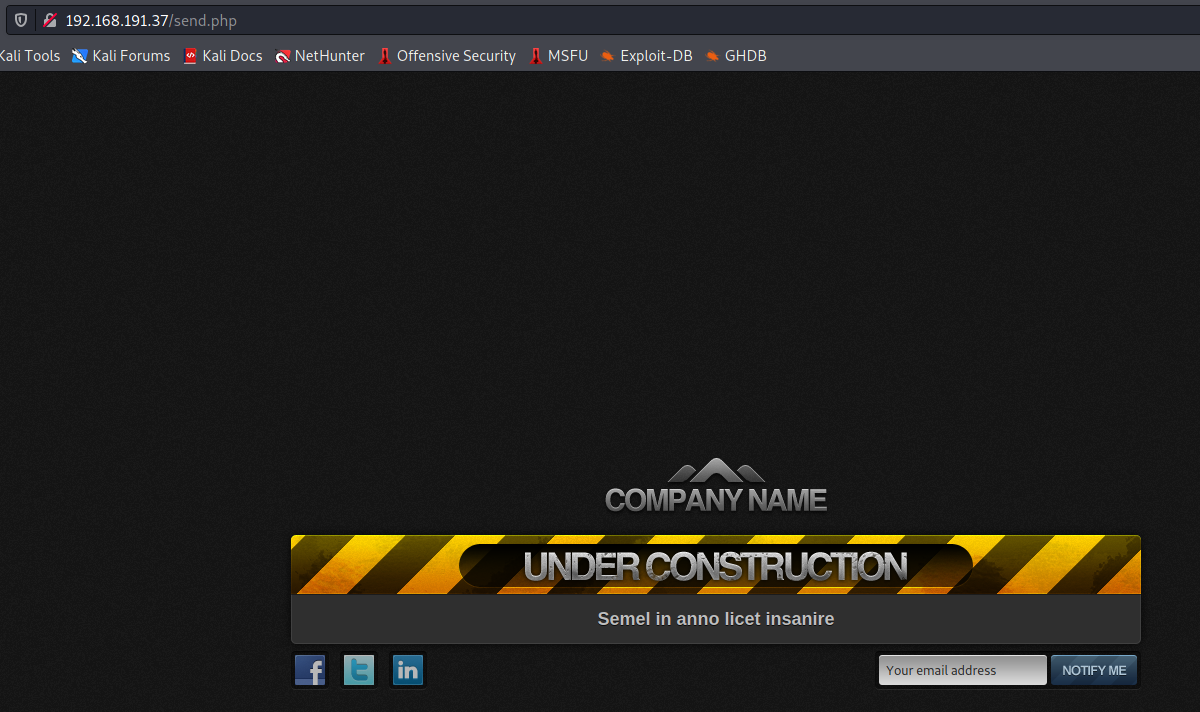 192.168.191.37/send.php
Kali Tools Kali Forums Kali Docs NetHunter Offensive Security MSFU Exploit-DB GHDB
COMPANY NAME
UNDER CONSTRUCTION
Semel in anno licet insanire
f t in Your email address NOTIFY ME